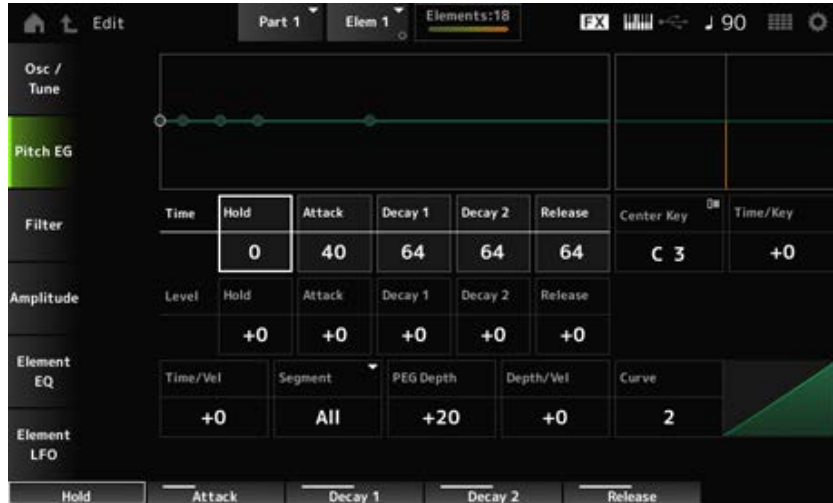 Edit
Part 1
Elem 1
Elements:18
FX
90
Osc /
Tune
Pitch EG
Filter
Amplitude
Element
EQ
Element
LFO
Time Hold Attack Decay 1 Decay 2 Release Center Key Time/Key
0 40 64 64 64 C 3 +0
Level Hold Attack Decay 1 Decay 2 Release
+0 +0 +0 +0 +0
Time/Vel Segment PEG Depth Depth/Vel Curve
+0 All +20 +0 2
Hold Attack Decay 1 Decay 2 Release